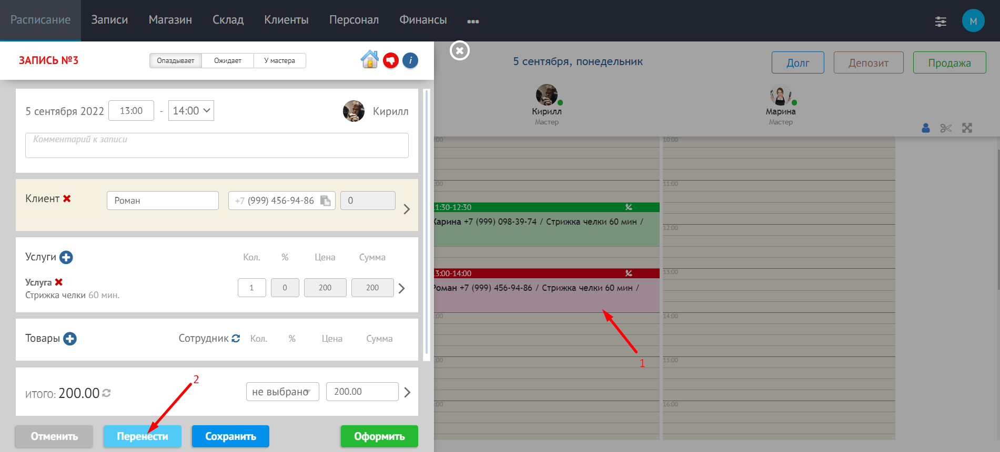 Расписание Записи Магазин Склад Клиенты Персонал Финансы ••• М
ЗАПИСЬ №3 Опаздывает Ожидает У мастера i
5 сентября 2022 13:00 - 14:00 Кирилл
Комментарий к записи
Клиент Роман +7 (999) 456-94-86 0
Услуги Кол. % Цена Сумма
Услуга 1 0 200 200
Стрижка челки 60 мин.
Товары Сотрудник Кол. % Цена Сумма
2
ИТОГО: 200.00 не выбрано 200.00
Отменить Перенести Сохранить Оформить
5 сентября, понедельник Долг Депозит Продажа
Кирилл Марина
Мастер Мастер
:00 10:00
:00 11:00
1:30-12:30
Карина +7 (999) 098-39-74 / Стрижка челки 60 мин /
12:00
3:00-14:00 13:00
Роман +7 (999) 456-94-86 / Стрижка челки 60 мин /
:00 14:00
:00 1 15:00
:00 16:00